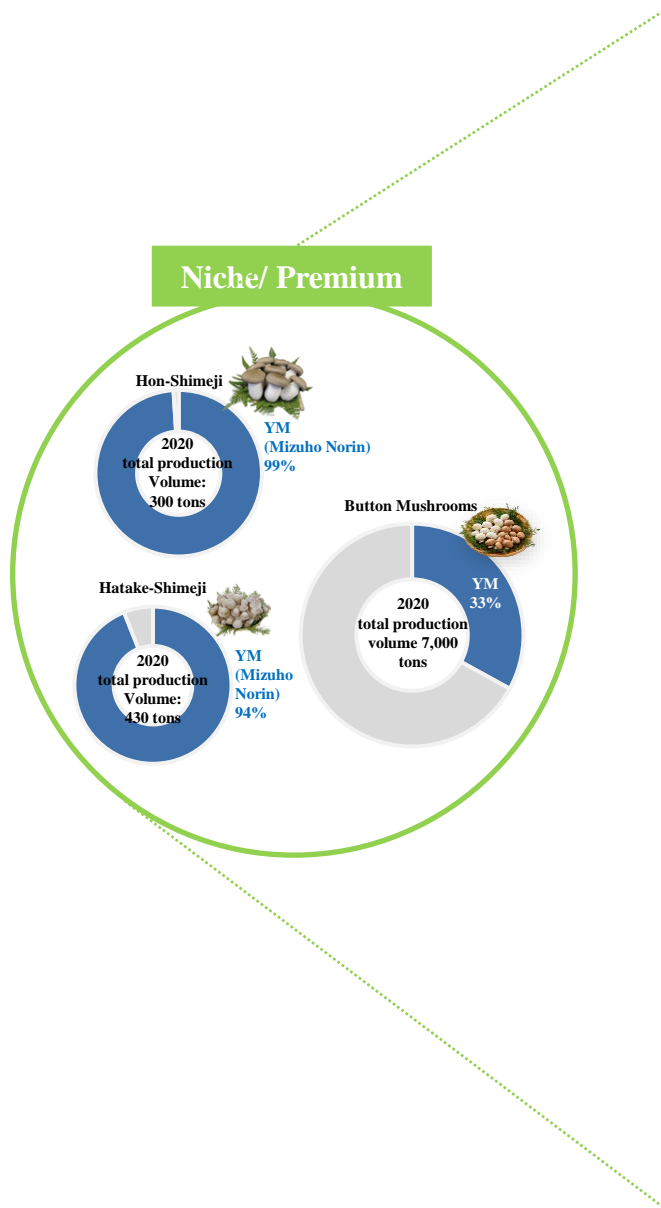 Niche/ Premium
Hon-Shimeji
YM
(Mizuho Norin)
99%
2020
total production
Volume:
300 tons
Button Mushrooms
YM
33%
2020
total production
volume 7,000
tons
Hatake-Shimeji
2020
total production
Volume:
430 tons
YM
(Mizuho
Norin)
94%